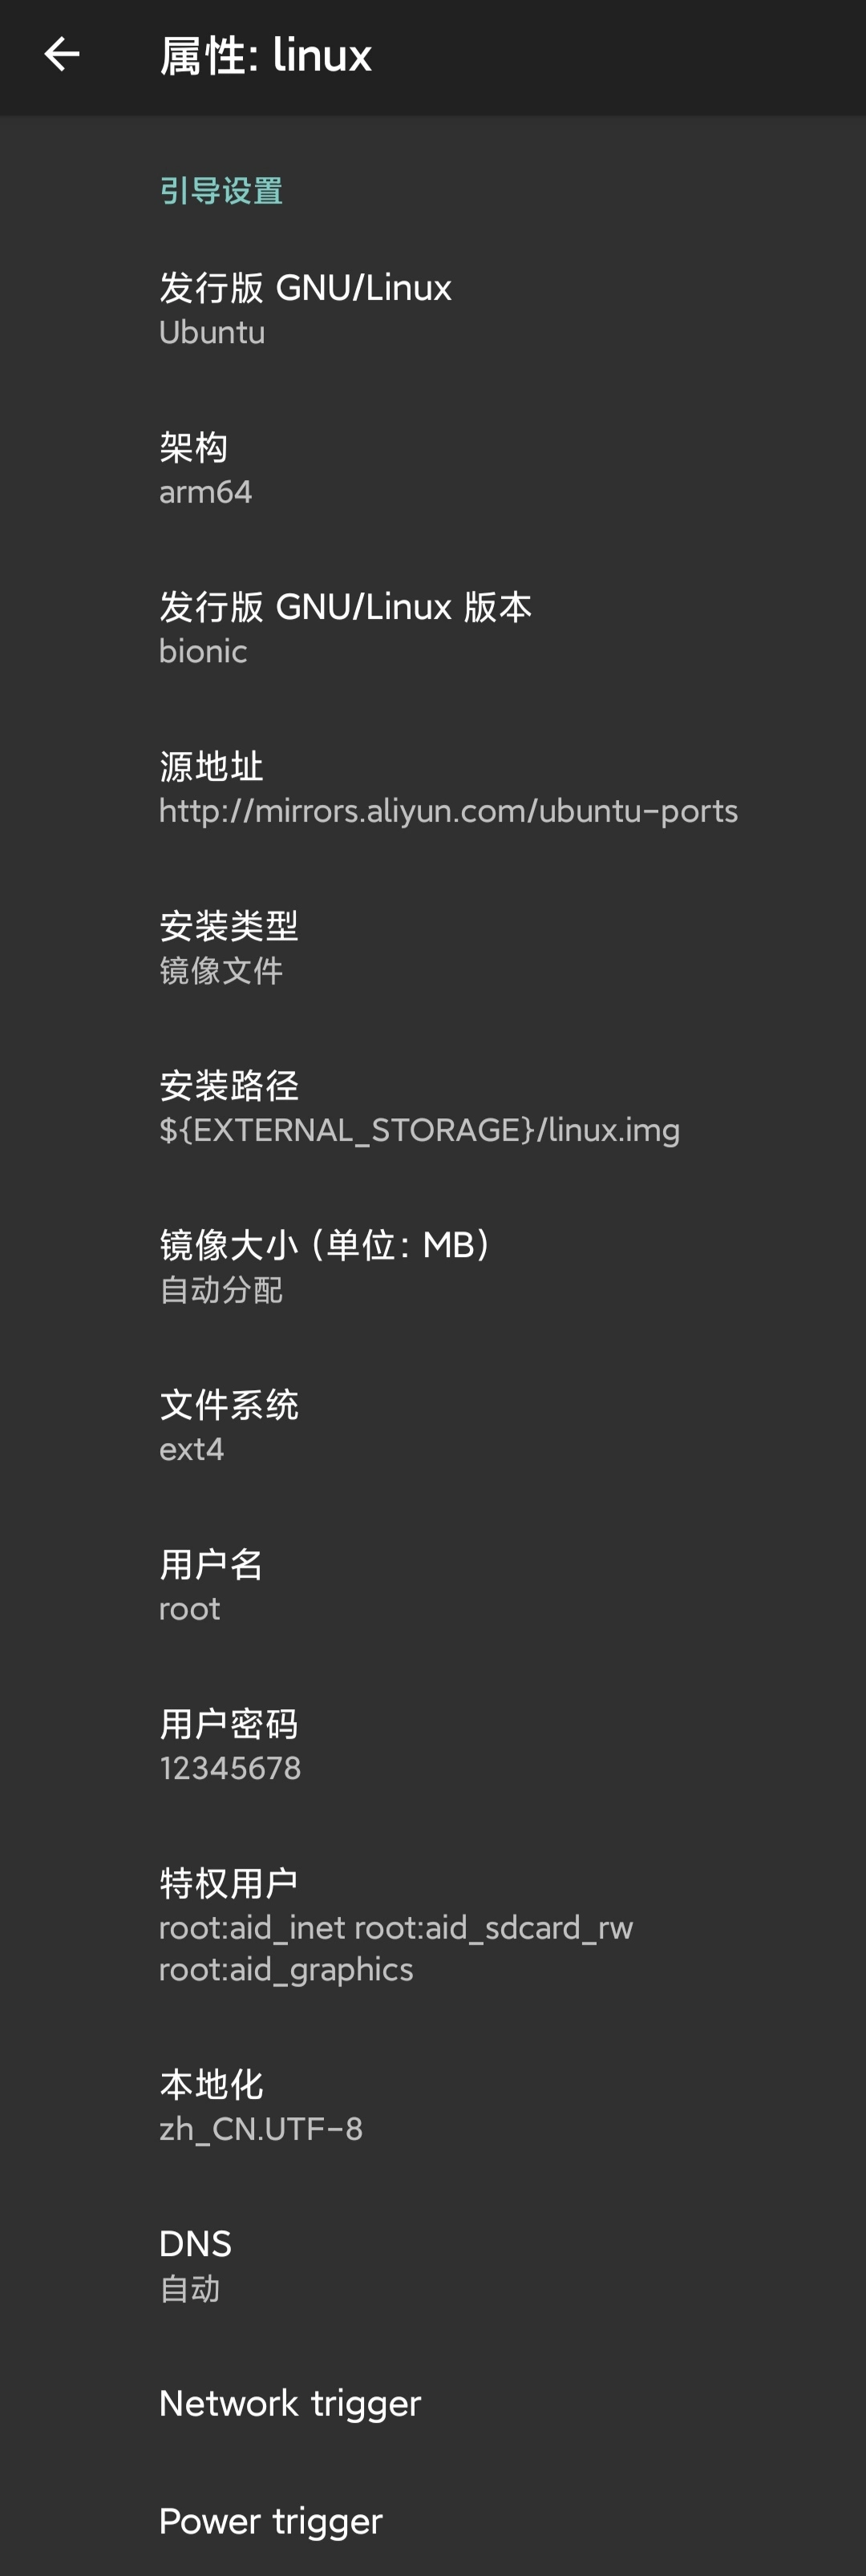 属性: linux
引导设置
发行版 GNU/Linux
Ubuntu
架构
arm64
发行版 GNU/Linux 版本
bionic
源地址
http://mirrors.aliyun.com/ubuntu-ports
安装类型
镜像文件
安装路径
${EXTERNAL_STORAGE}/linux.img
镜像大小 (单位: MB)
自动分配
文件系统
ext4
用户名
root
用户密码
12345678
特权用户
root:aid_inet root:aid_sdcard_rw
root:aid_graphics
本地化
zh_CN.UTF-8
DNS
自动
Network trigger
Power trigger